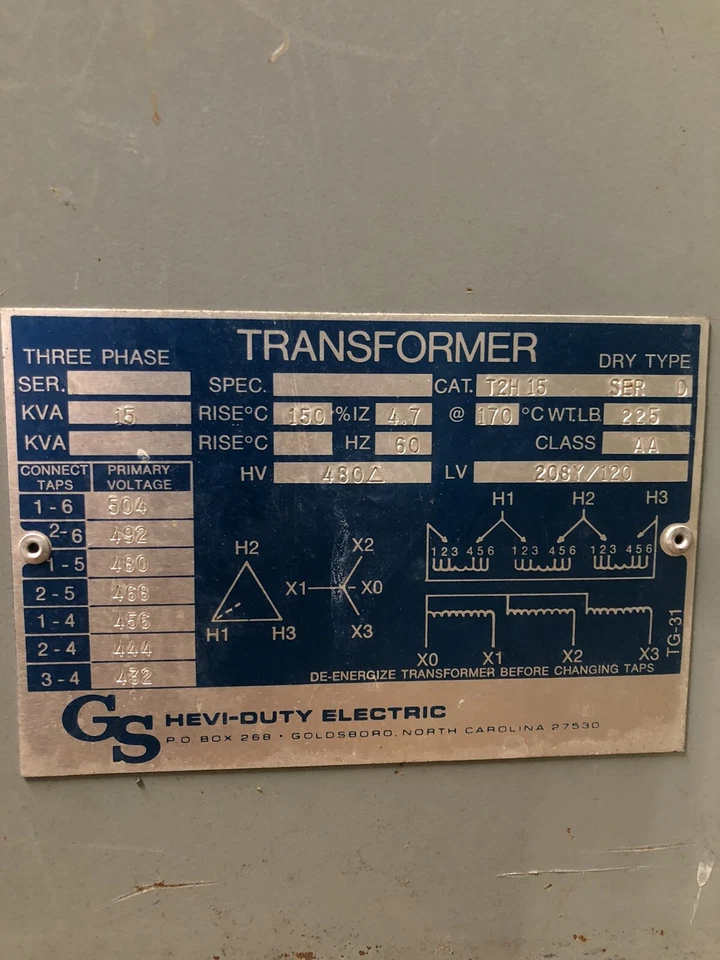 TRANSFORMER
THREE PHASE DRY TYPE
SER. SPEC. CAT. T2H 15 SER D
KVA 15 RISE°C 150 %IZ 4.7 @ 170 °C WT.LB. 225
KVA RISE°C HZ 60 CLASS AA
CONNECT TAPS PRIMARY VOLTAGE HV 480△ LV 208Y/120
1-6 504
2-6 492
1-5 480
2-5 468
1-4 456
2-4 444
3-4 432
H2
H1 H3
X2
X1 X0
X3
H1 H2 H3
123 456 123 456 123 456
X0 X1 X2 X3
TG-31
DE-ENERGIZE TRANSFORMER BEFORE CHANGING TAPS
GS HEVI-DUTY ELECTRIC
P.O. BOX 268 • GOLDSBORO, NORTH CAROLINA 27530